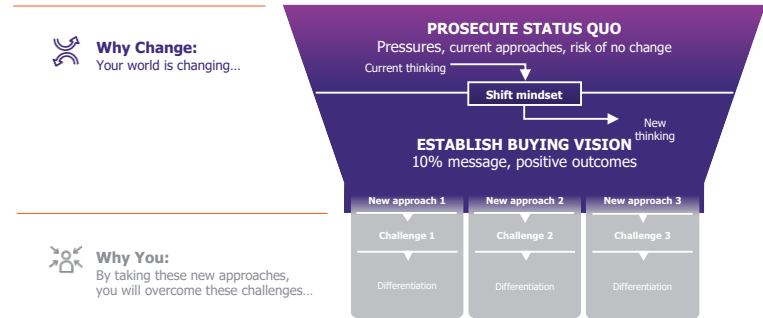 Why Change:
Your world is changing…
PROSECUTE STATUS QUO
Pressures, current approaches, risk of no change
Current thinking
Shift mindset
New
thinking
ESTABLISH BUYING VISION
10% message, positive outcomes
New approach 1
New approach 2
New approach 3
Challenge 1
Challenge 2
Challenge 3
Differentiation
Differentiation
Differentiation
Why You:
By taking these new approaches,
you will overcome these challenges…